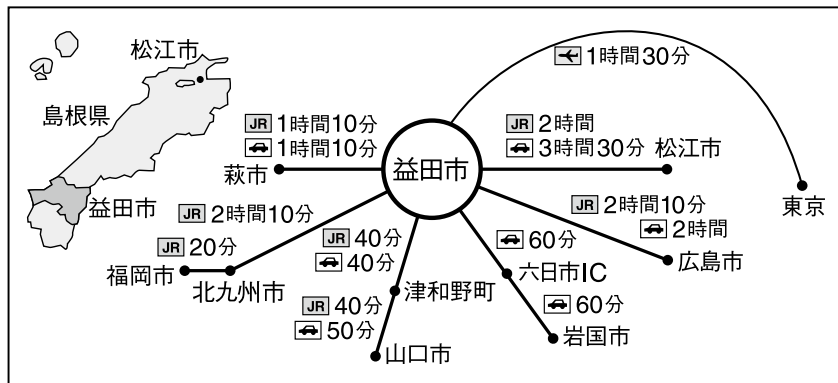 松江市
島根県
益田市
1時間30分
JR 1時間10分
1時間10分
萩市
益田市
JR 2時間
3時間30分
松江市
東京
JR 2時間10分
JR 20分
福岡市
北九州市
JR 40分
40分
津和野町
JR 40分
50分
山口市
60分
六日市IC
60分
岩国市
JR 2時間10分
2時間
広島市